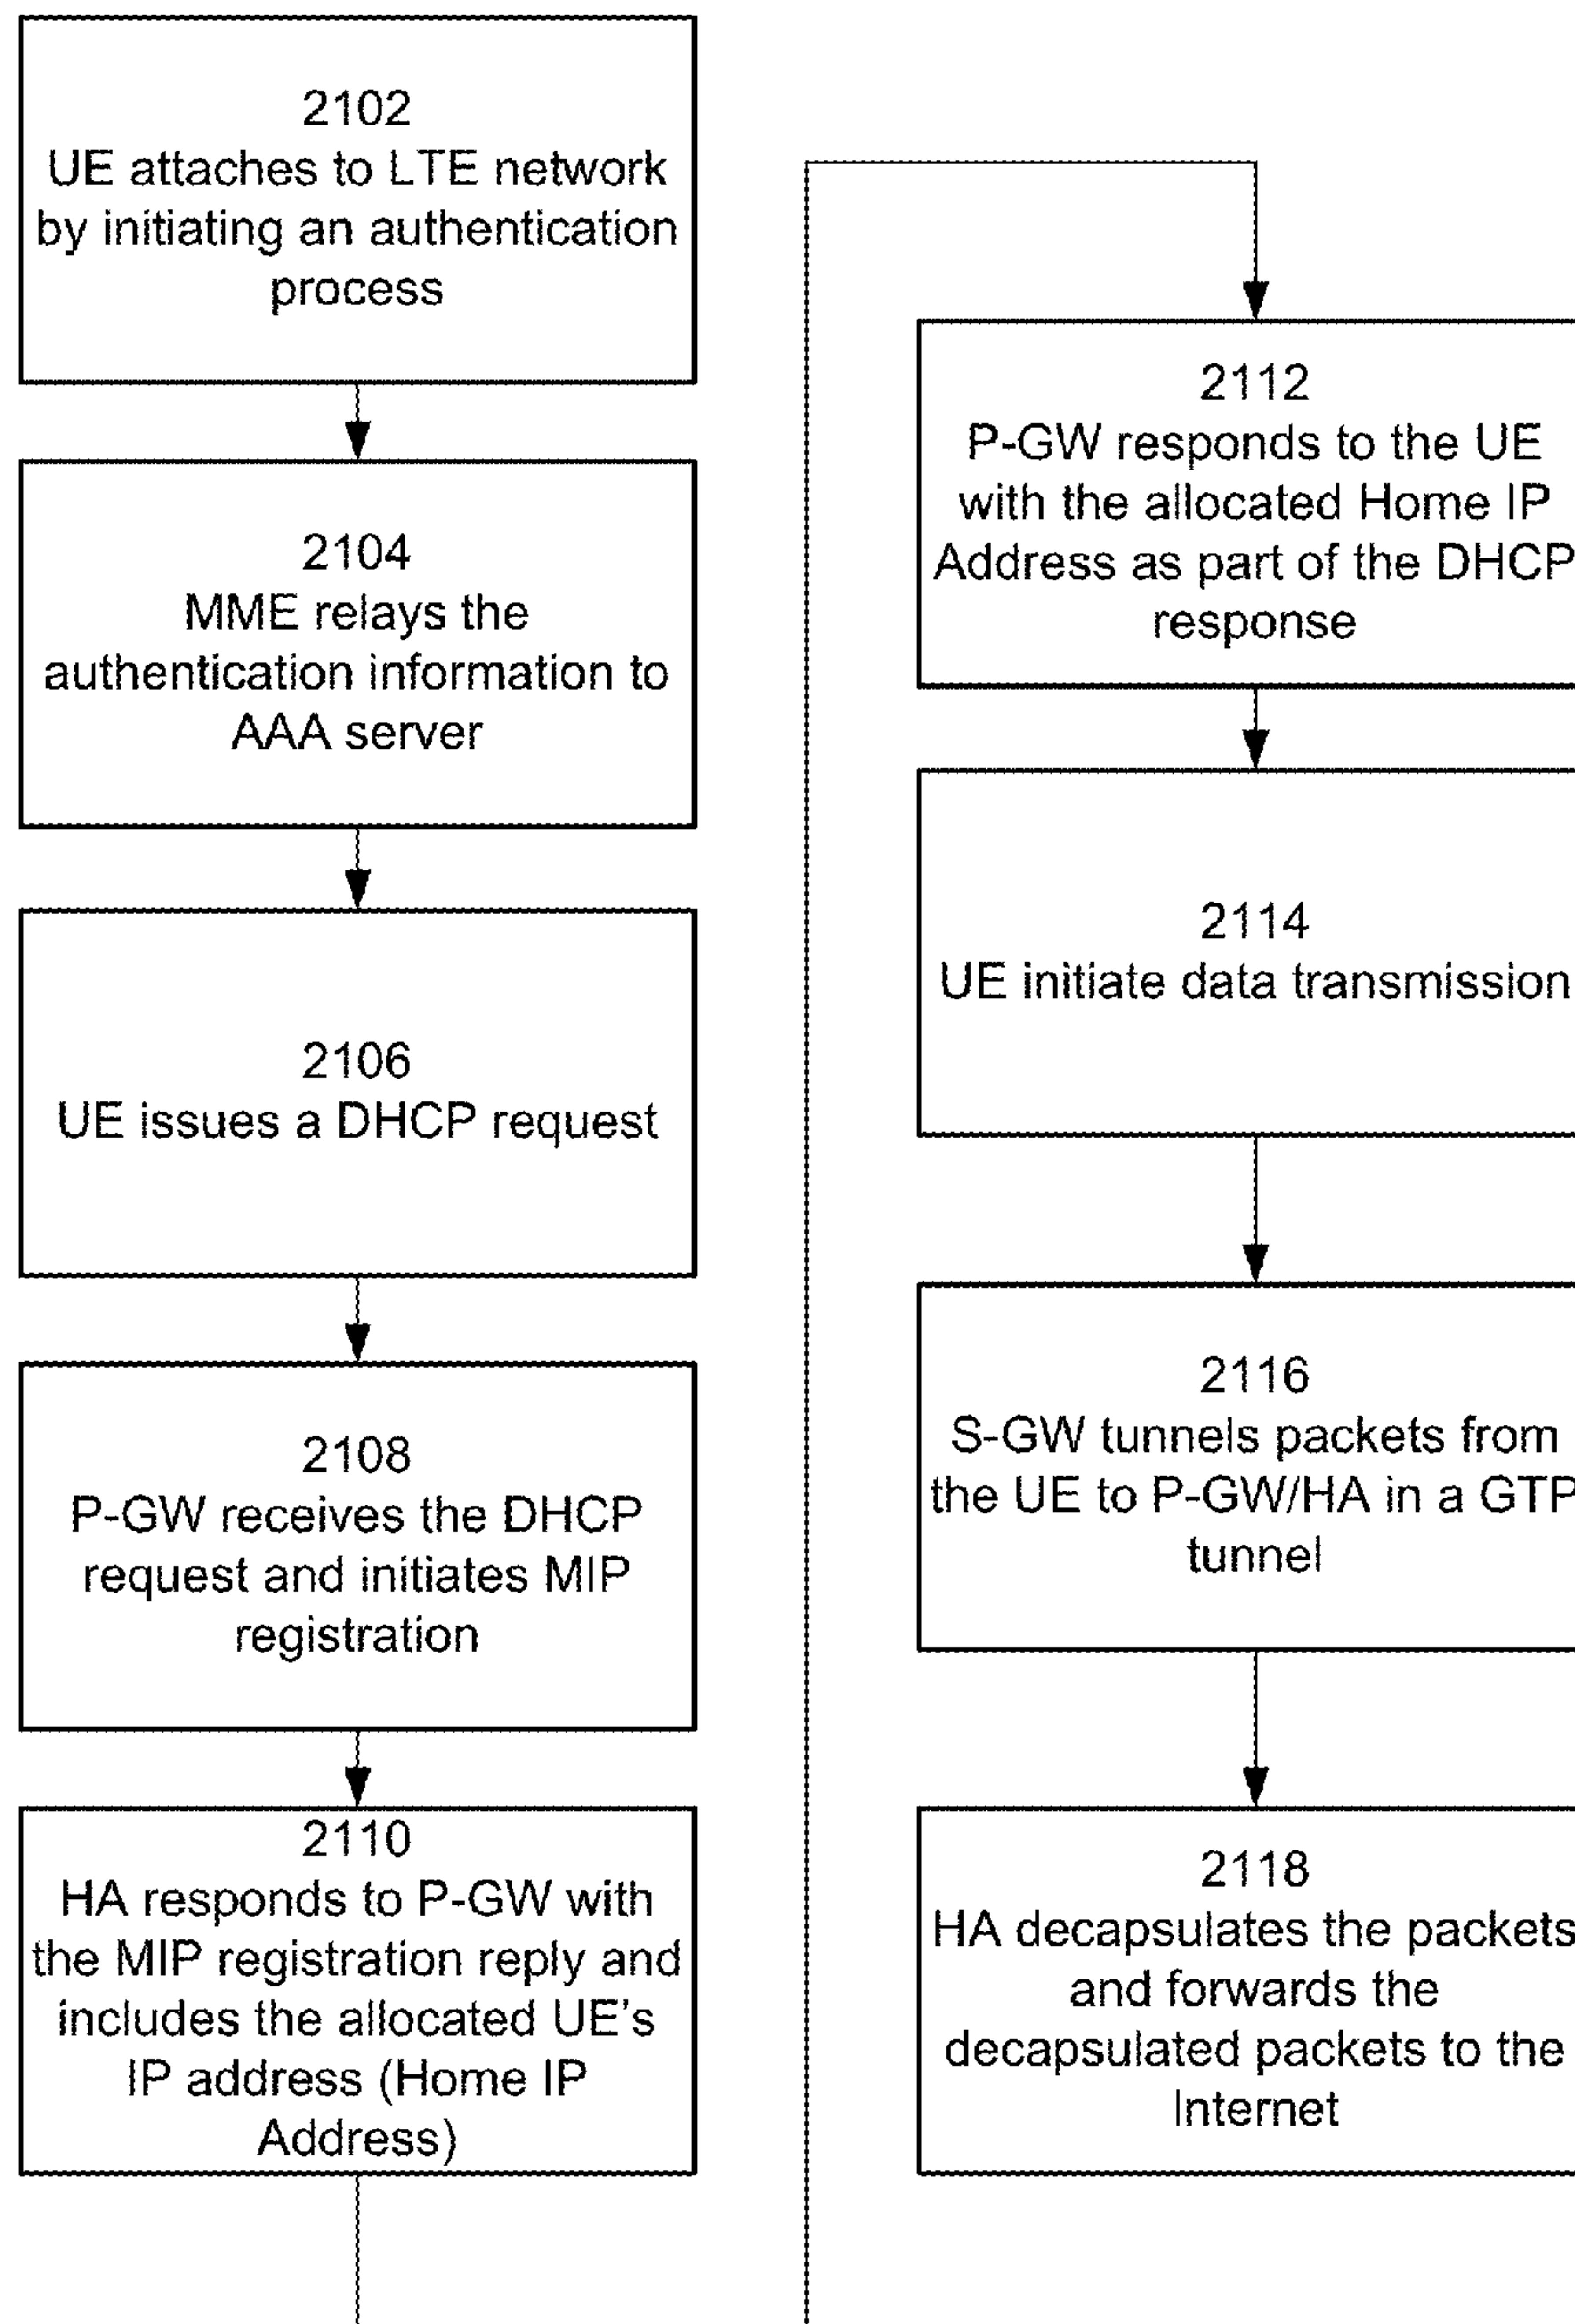 2102
UE attaches to LTE network
by initiating an authentication
process
2104
MME relays the
authentication information to
AAA server
2106
UE issues a DHCP request
2108
P-GW receives the DHCP
request and initiates MIP
registration
2110
HA responds to P-GW with
the MIP registration reply and
includes the allocated UE's
IP address (Home IP
Address)
2112
P-GW responds to the UE
with the allocated Home IP
Address as part of the DHCP
response
2114
UE initiate data transmission
2116
S-GW tunnels packets from
the UE to P-GW/HA in a GTP
tunnel
2118
HA decapsulates the packets
and forwards the
decapsulated packets to the
Internet